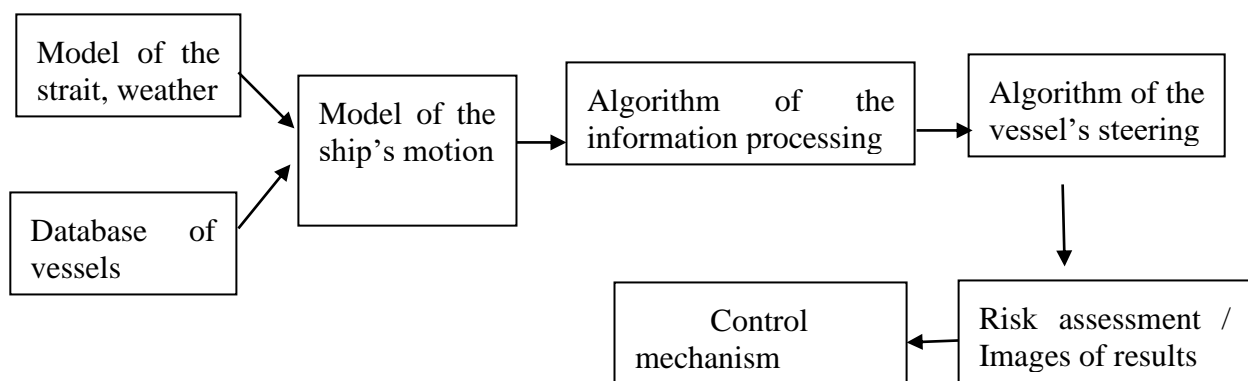 Model of the
strait, weather
Database of
vessels
Model of the
ship’s motion
Algorithm of the
information processing
Algorithm of the
vessel’s steering
Risk assessment /
Images of results
Control
mechanism